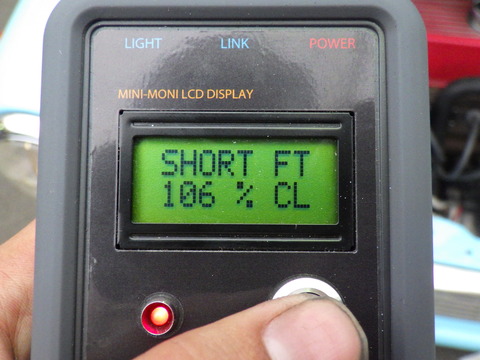 LIGHT LINK POWER
MINI-MONI LCD DISPLAY
SHORT FT
106 % CL